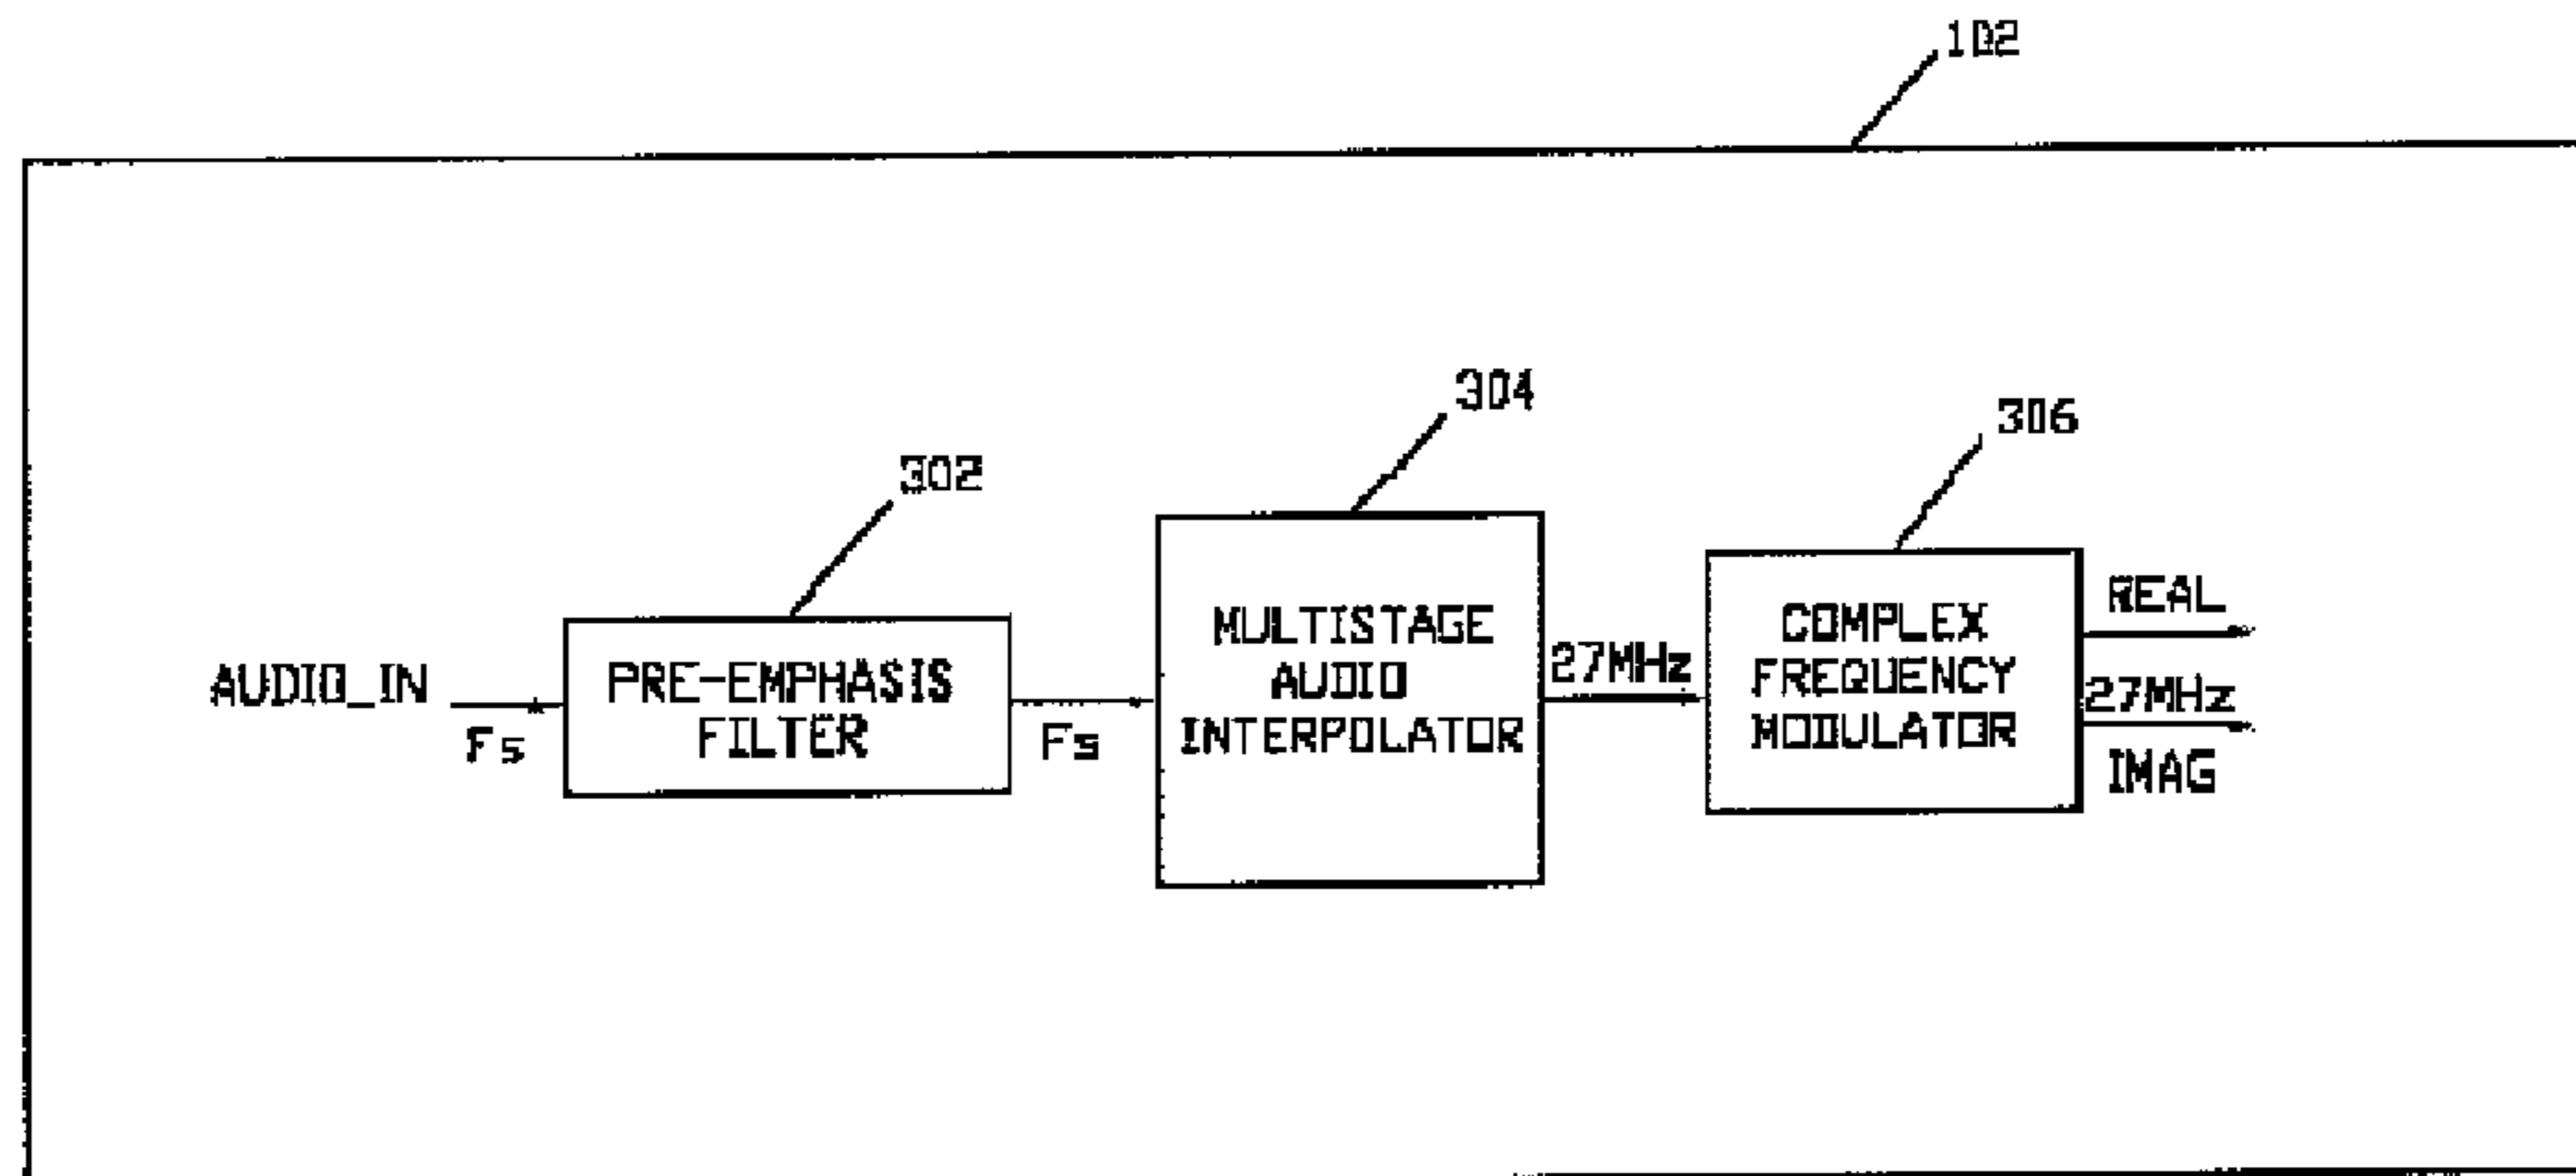 102
304
306
302
AUDIO_IN
Fs
PRE-EMPHASIS
FILTER
Fs
MULTISTAGE
AUDIO
INTERPOLATOR
27MHz
COMPLEX
FREQUENCY
MODULATOR
REAL
27MHz
IMAG